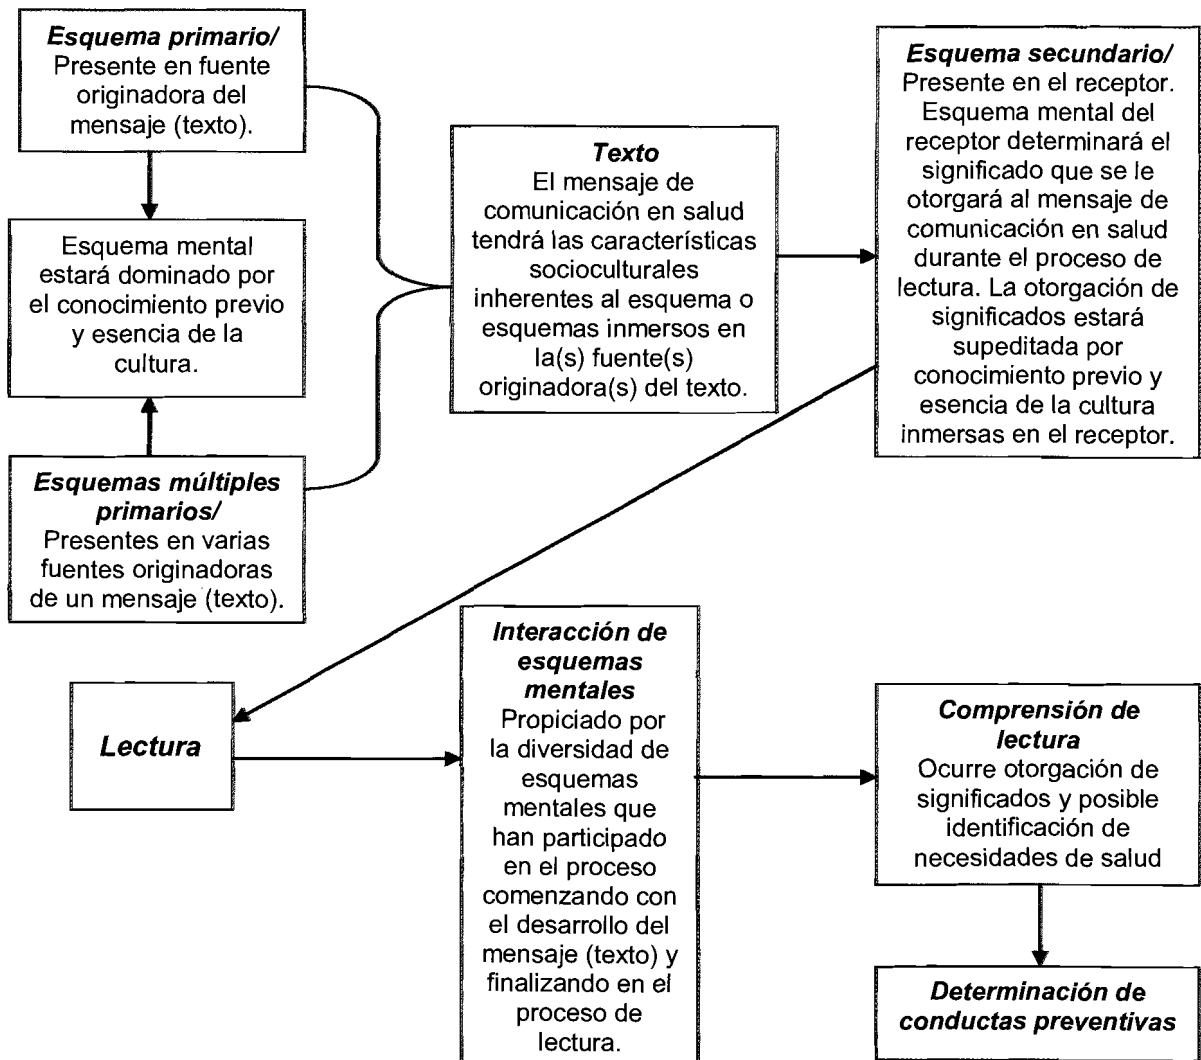 Esquema primario/
Presente en fuente
originadora del
mensaje (texto).
Esquema mental
estará dominado por
el conocimiento previo
y esencia de la
cultura.
Esquemas múltiples
primarios/
Presentes en varias
fuentes originadoras
de un mensaje (texto).
Texto
El mensaje de
comunicación en salud
tendrá las características
socioculturales
inherentes al esquema o
esquemas inmersos en
la(s) fuente(s)
originadora(s) del texto.
Esquema secundario/
Presente en el receptor.
Esquema mental del
receptor determinará el
significado que se le
otorgará al mensaje de
comunicación en salud
durante el proceso de
lectura. La otorgación de
significados estará
supeditada por
conocimiento previo y
esencia de la cultura
inmersas en el receptor.
Lectura
Interacción de
esquemas
mentales
Propiciado por
la diversidad de
esquemas
mentales que
han participado
en el proceso
comenzando con
el desarrollo del
mensaje (texto) y
finalizando en el
proceso de
lectura.
Comprensión de
lectura
Ocurre otorgación de
significados y posible
identificación de
necesidades de salud
Determinación de
conductas preventivas